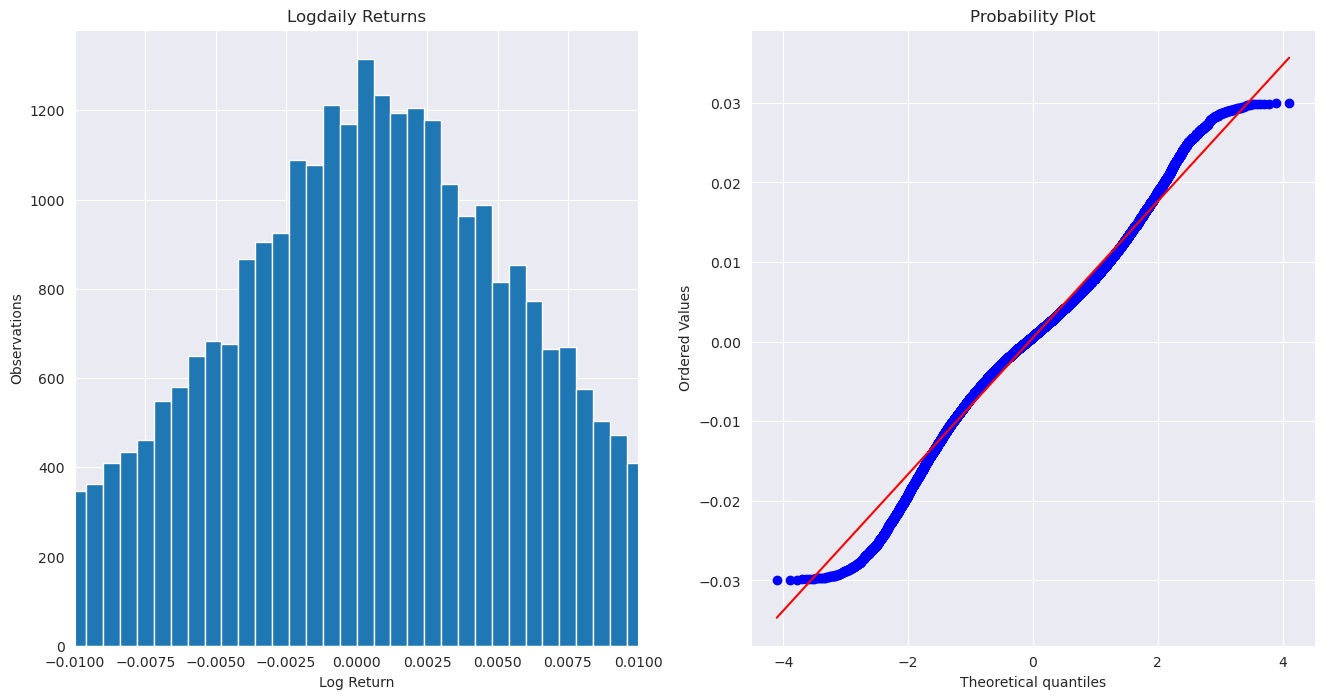 Logdaily Returns
Observations
1200
1000
800
600
400
200
0
−0.0100 −0.0075 −0.0050 −0.0025 0.0000 0.0025 0.0050 0.0075 0.0100
Log Return
Probability Plot
Ordered Values
0.03
0.02
0.01
0.00
−0.01
−0.02
−0.03
−4 −2 0 2 4
Theoretical quantiles